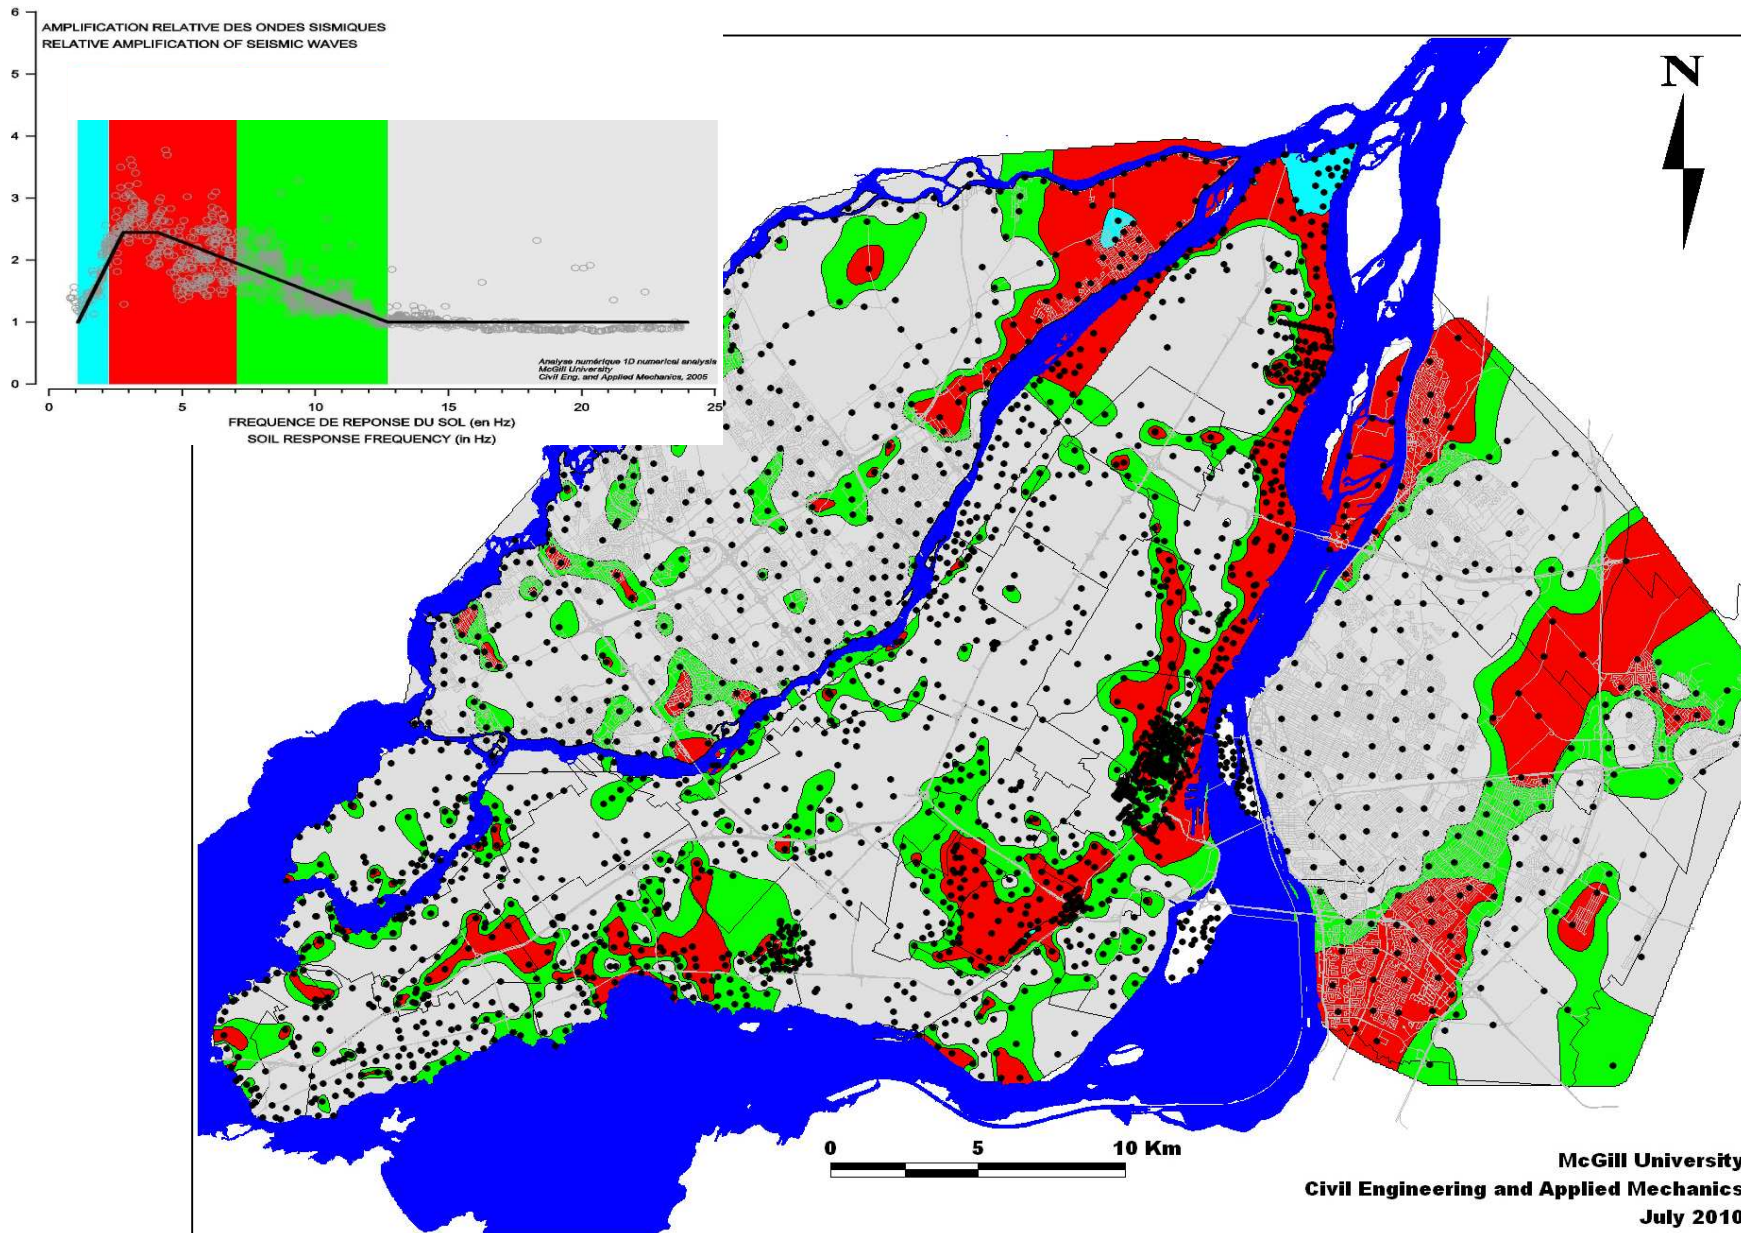 6
AMPLIFICATION RELATIVE DES ONDES SISMIQUES
RELATIVE AMPLIFICATION OF SEISMIC WAVES
5
4
3
2
1
0
Analyse numérique 1D numerical analysis
McGill University
Civil Eng. and Applied Mechanics, 2005
0 5 10 15 20 25
FREQUENCE DE REPONSE DU SOL (en Hz)
SOIL RESPONSE FREQUENCY (in Hz)
N
0 5 10 Km
McGill University
Civil Engineering and Applied Mechanics
July 2010